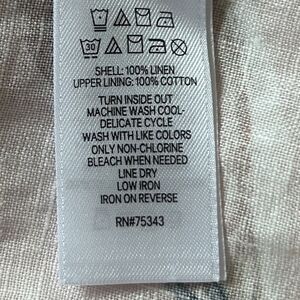 30
SHELL: 100% LINEN
UPPER LINING: 100% COTTON
TURN INSIDE OUT
MACHINE WASH COOL-
DELICATE CYCLE
WASH WITH LIKE COLORS
ONLY NON-CHLORINE
BLEACH WHEN NEEDED
LINE DRY
LOW IRON
IRON ON REVERSE
RN#75343